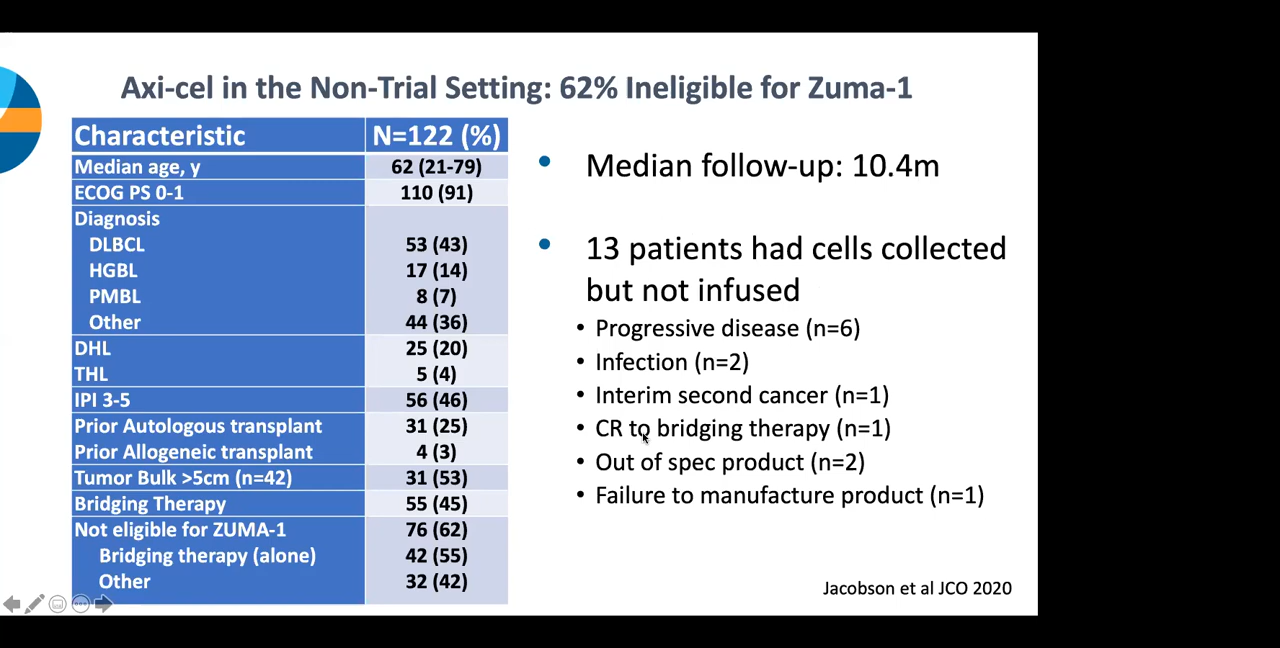 Axi-cel in the Non-Trial Setting: 62% Ineligible for Zuma-1
Characteristic N=122 (%)
Median age, y 62 (21-79)
ECOG PS 0-1 110 (91)
Diagnosis
DLBCL 53 (43)
HGBL 17 (14)
PMBL 8 (7)
Other 44 (36)
DHL 25 (20)
THL 5 (4)
IPI 3-5 56 (46)
Prior Autologous transplant 31 (25)
Prior Allogeneic transplant 4 (3)
Tumor Bulk >5cm (n=42) 31 (53)
Bridging Therapy 55 (45)
Not eligible for ZUMA-1 76 (62)
Bridging therapy (alone) 42 (55)
Other 32 (42)
• Median follow-up: 10.4m
• 13 patients had cells collected
but not infused
• Progressive disease (n=6)
• Infection (n=2)
• Interim second cancer (n=1)
• CR to bridging therapy (n=1)
• Out of spec product (n=2)
• Failure to manufacture product (n=1)
Jacobson et al JCO 2020